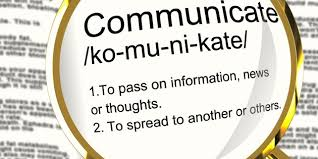 Communicate
/ko-mu-ni-kate/
1.To pass on information, news
or thoughts.
2. To spread to another or others.